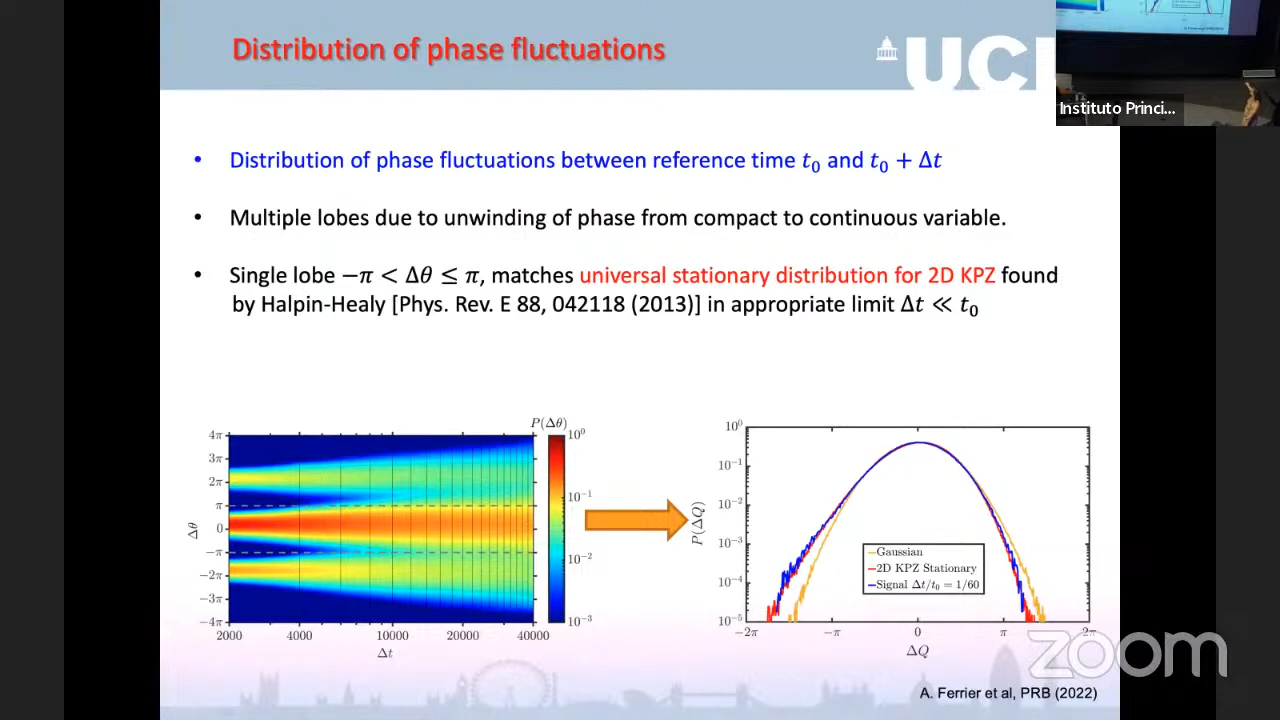 Distribution of phase fluctuations
UCL
Instituto Princi...
• Distribution of phase fluctuations between reference time t₀ and t₀ + Δt
• Multiple lobes due to unwinding of phase from compact to continuous variable.
• Single lobe −π < Δθ ≤ π, matches universal stationary distribution for 2D KPZ found
by Halpin-Healy [Phys. Rev. E 88, 042118 (2013)] in appropriate limit Δt ≪ t₀
P(Δθ)
4π
3π
2π
π
0
−π
−2π
−3π
−4π
Δθ
2000 4000 10000 20000 40000
Δt
10⁰
10⁻¹
10⁻²
10⁻³
10⁰
10⁻¹
10⁻²
10⁻³
10⁻⁴
10⁻⁵
P(ΔQ)
Gaussian
2D KPZ Stationary
Signal Δt/t₀ = 1/60
−2π −π 0 π 2π
ΔQ
zoom
A. Ferrier et al, PRB (2022)